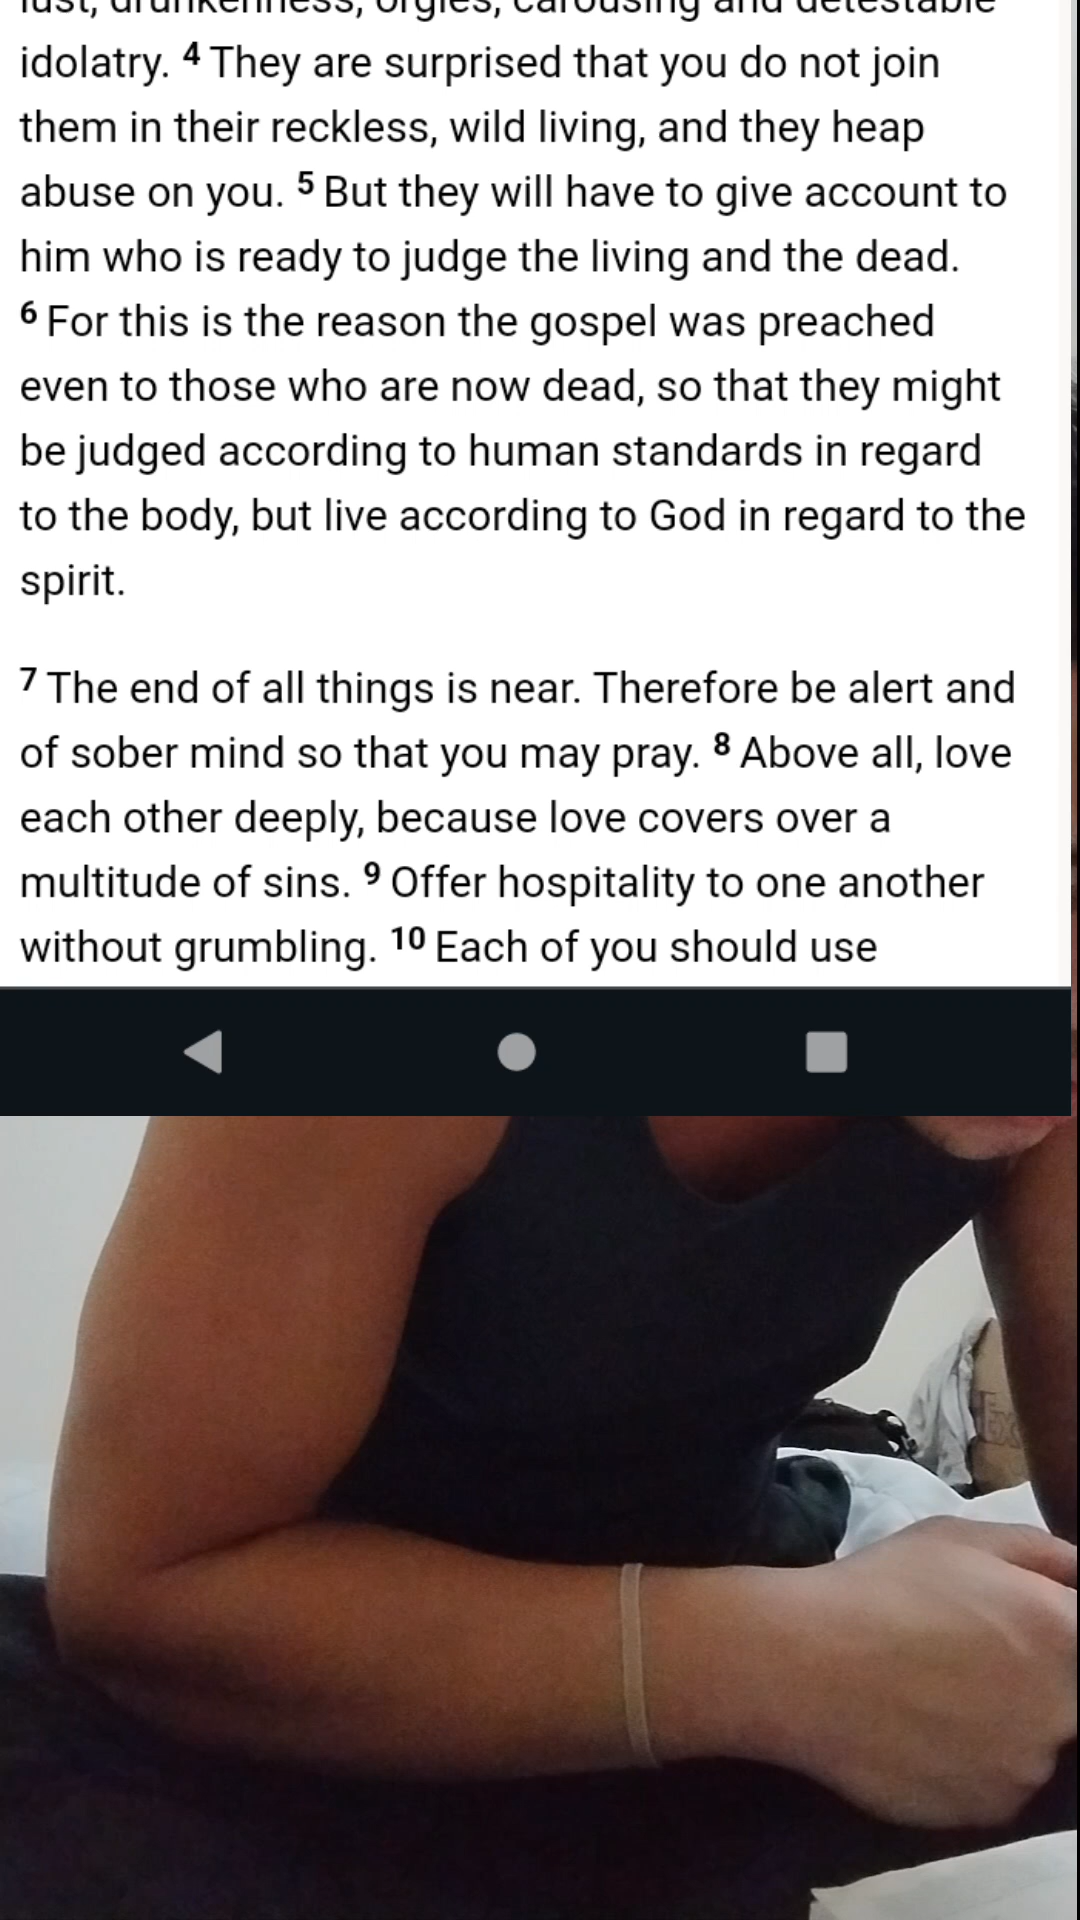 lust, drunkenness, orgies, carousing and detestable
idolatry. 4 They are surprised that you do not join
them in their reckless, wild living, and they heap
abuse on you. 5 But they will have to give account to
him who is ready to judge the living and the dead.
6 For this is the reason the gospel was preached
even to those who are now dead, so that they might
be judged according to human standards in regard
to the body, but live according to God in regard to the
spirit.
7 The end of all things is near. Therefore be alert and
of sober mind so that you may pray. 8 Above all, love
each other deeply, because love covers over a
multitude of sins. 9 Offer hospitality to one another
without grumbling. 10 Each of you should use